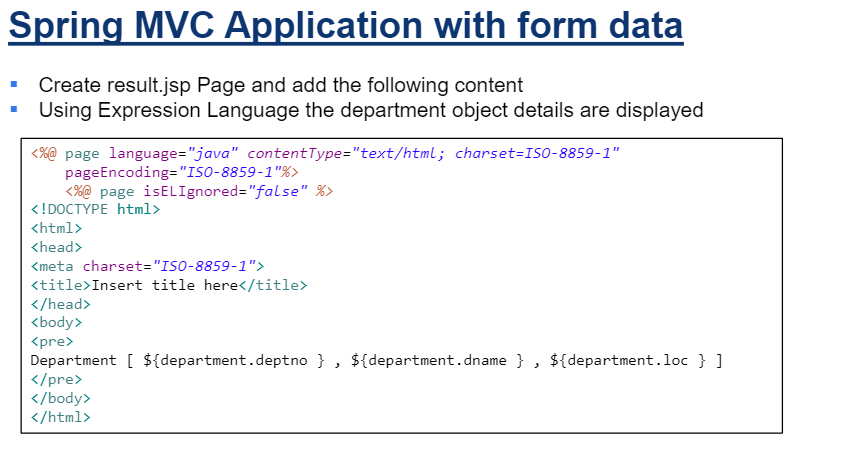 Spring MVC Application with form data
Create result.jsp Page and add the following content
Using Expression Language the department object details are displayed
<%@ page language="java" contentType="text/html; charset=ISO-8859-1"
pageEncoding="ISO-8859-1"%>
<%@ page isELIgnored="false" %>
<!DOCTYPE html>
<html>
<head>
<meta charset="ISO-8859-1">
<title>Insert title here</title>
</head>
<body>
<pre>
Department [ ${department.deptno } , ${department.dname } , ${department.loc } ]
</pre>
</body>
</html>